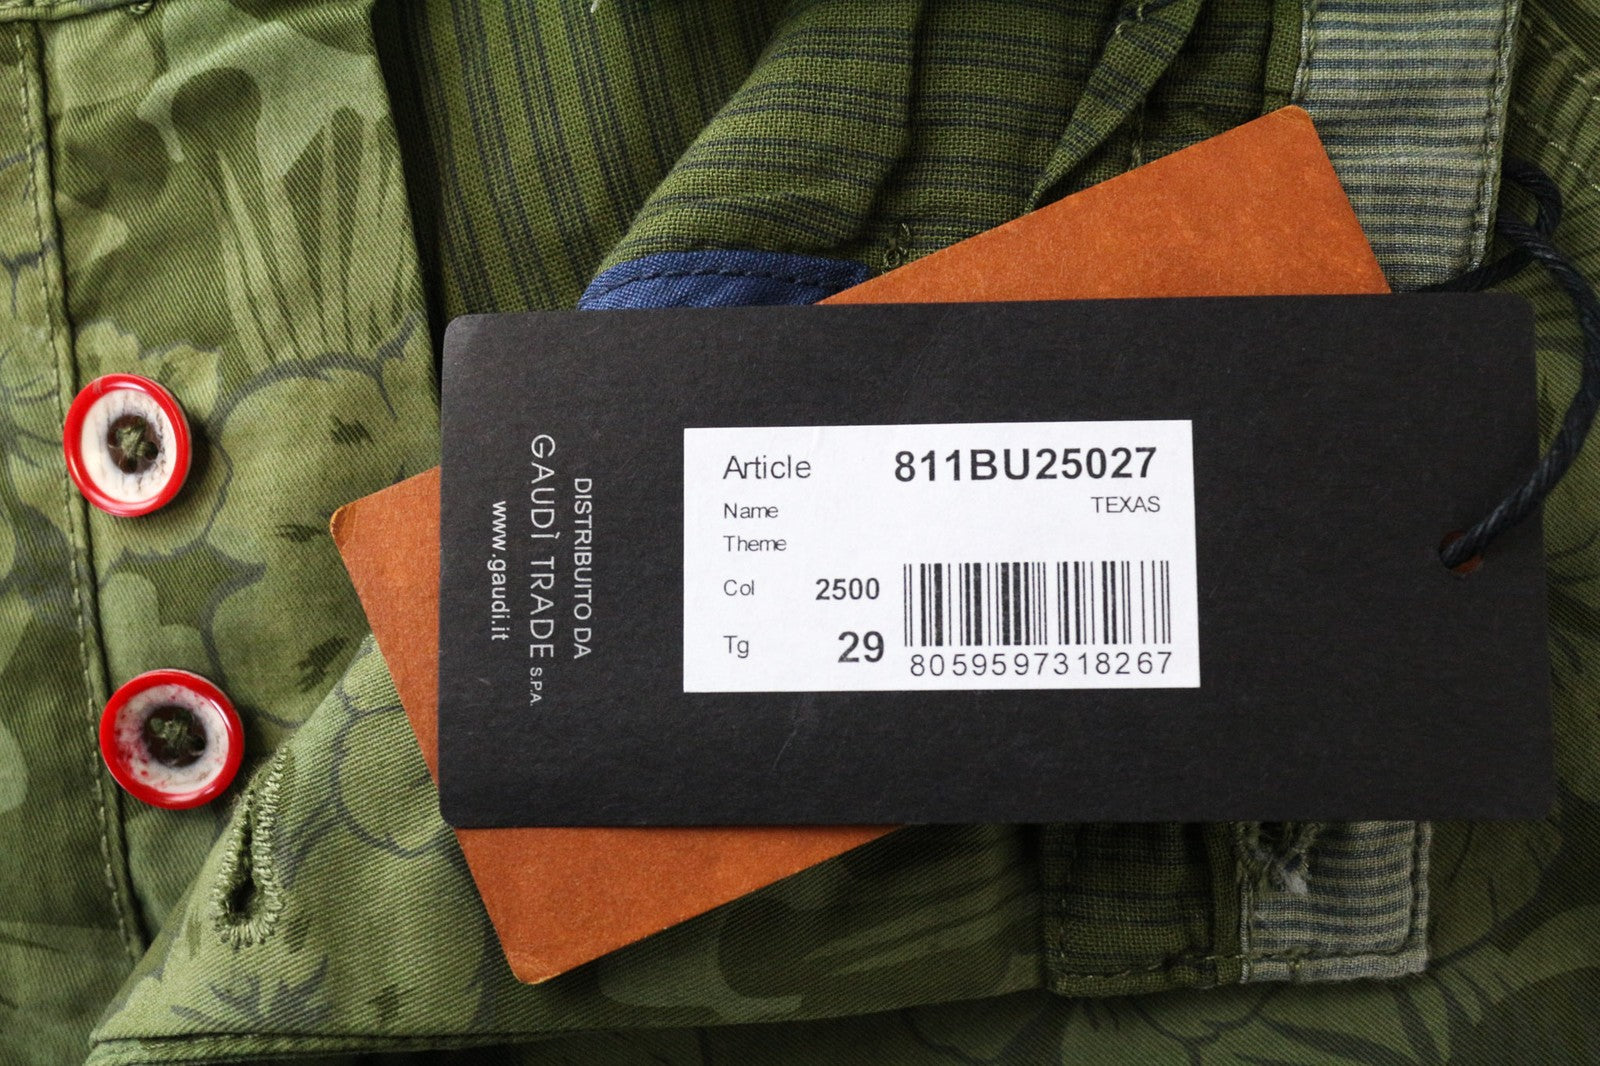 DISTRIBUITO DA
GAUDÌ TRADE S.P.A.
www.gaudi.it
Article 811BU25027
Name TEXAS
Theme
Col 2500
Tg 29
8059597318267